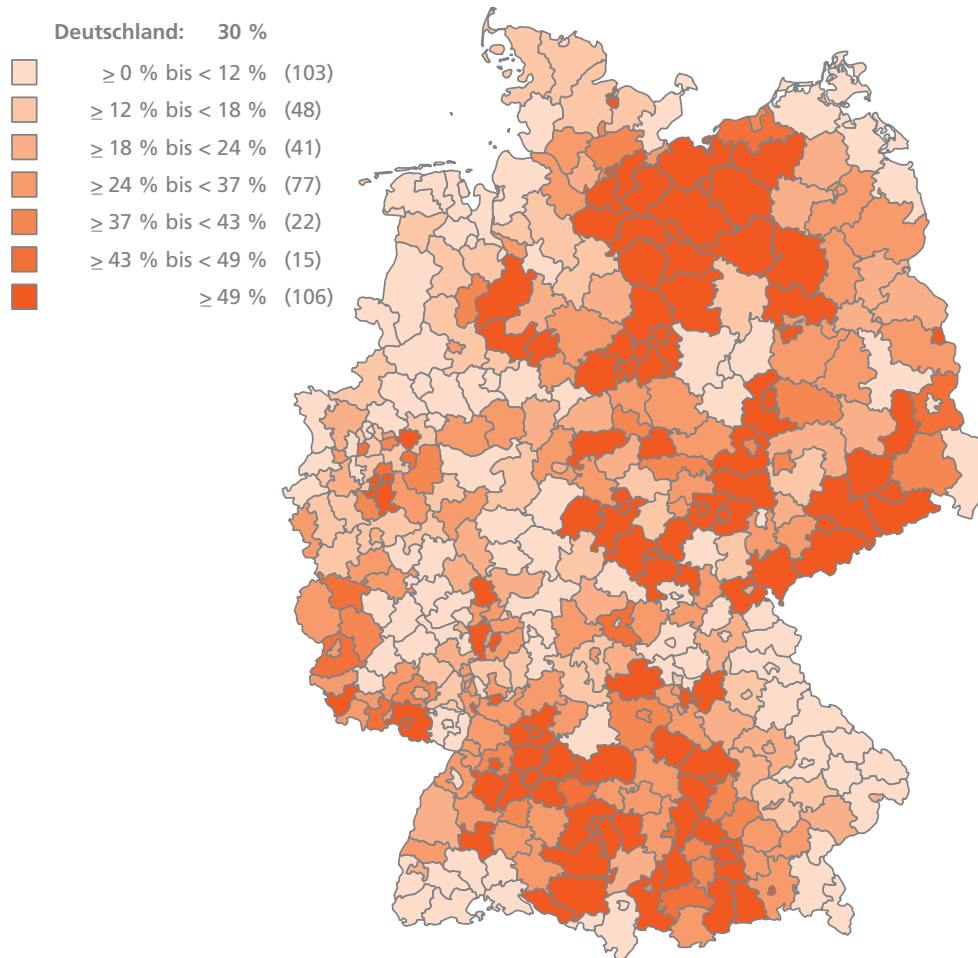 Deutschland: 30 %
≥ 0 % bis < 12 % (103)
≥ 12 % bis < 18 % (48)
≥ 18 % bis < 24 % (41)
≥ 24 % bis < 37 % (77)
≥ 37 % bis < 43 % (22)
≥ 43 % bis < 49 % (15)
≥ 49 % (106)